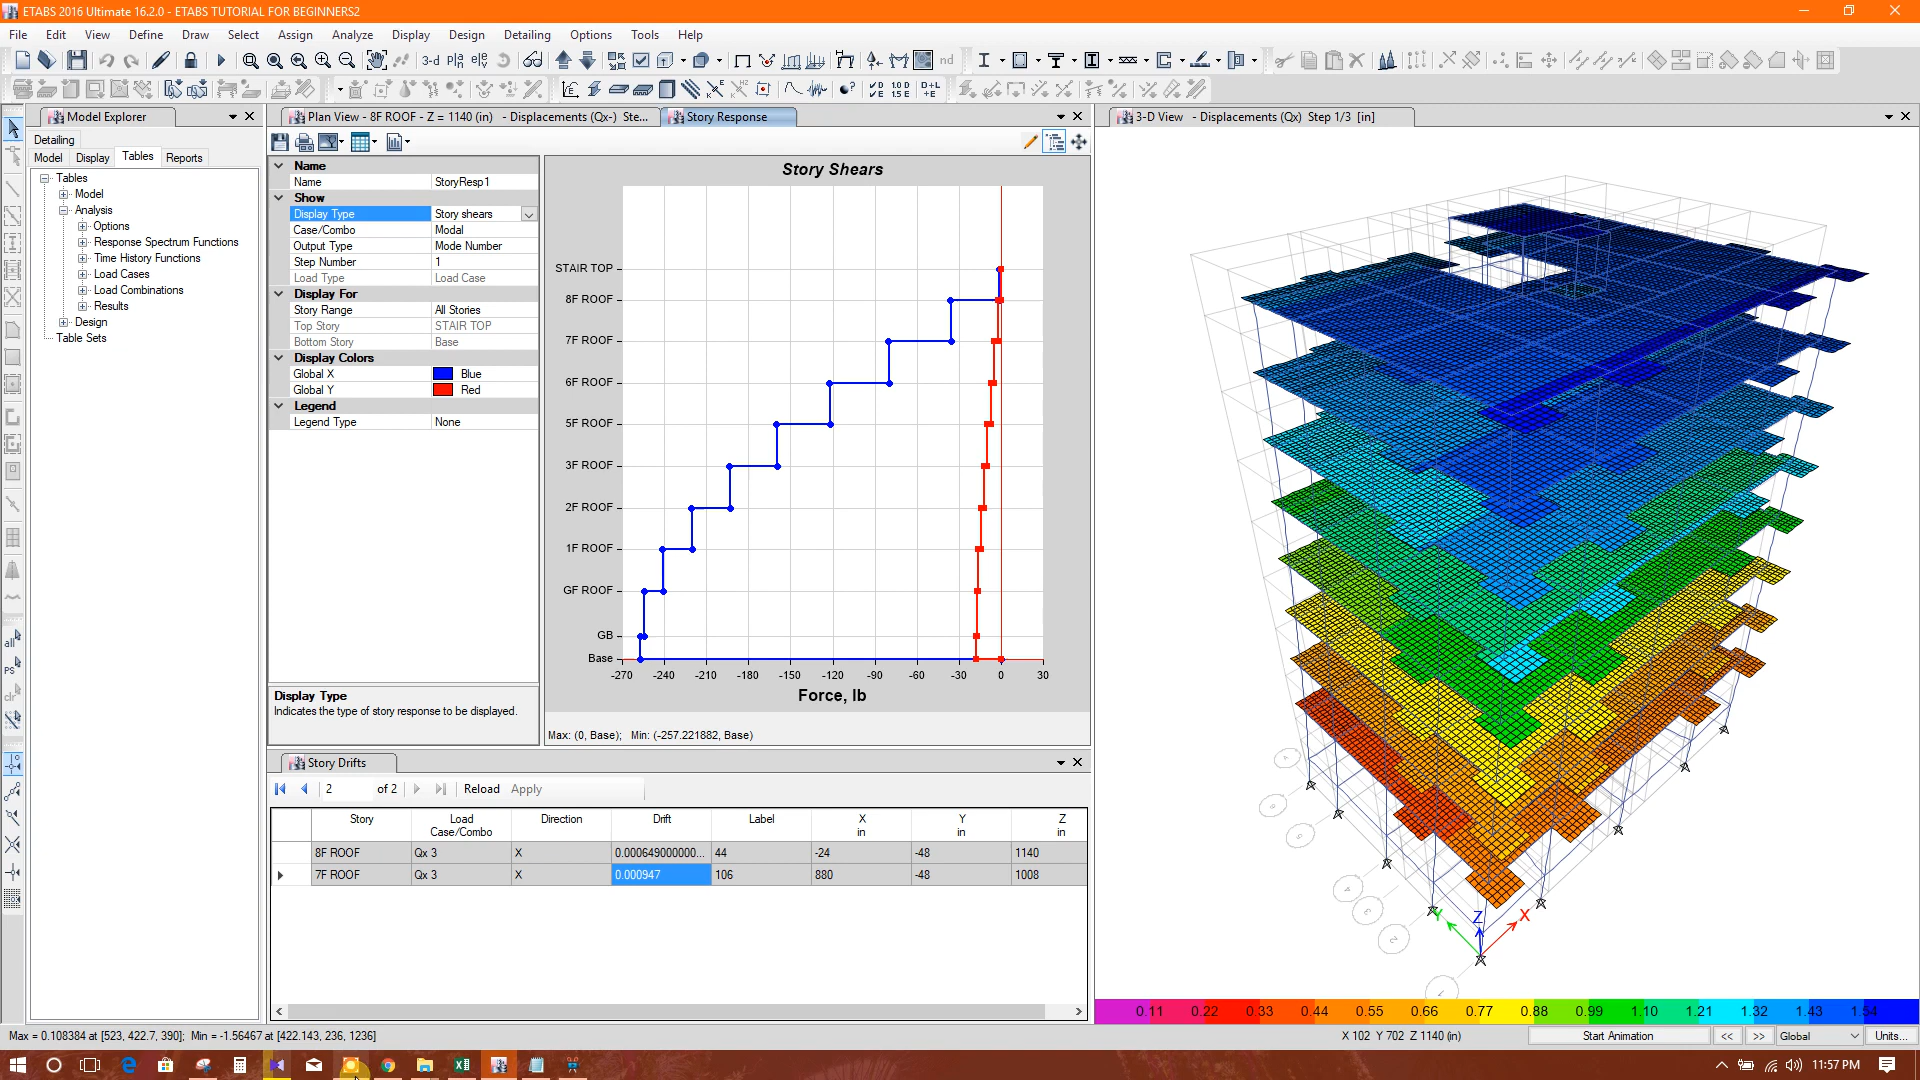 ETABS 2016 Ultimate 16.2.0 - ETABS TUTORIAL FOR BEGINNERS2
File Edit View Define Draw Select Assign Analyze Display Design Detailing Options Tools Help
3-d
nd
Model Explorer
Detailing
Model Display Tables Reports
Tables
Model
Analysis
Options
Response Spectrum Functions
Time History Functions
Load Cases
Load Combinations
Results
Design
Table Sets
all
PS
clr
Plan View - 8F ROOF - Z = 1140 (in) - Displacements (Qx-) Ste...
Story Response
Name
Name StoryResp1
Show
Display Type Story shears
Case/Combo Modal
Output Type Mode Number
Step Number 1
Load Type Load Case
Display For
Story Range All Stories
Top Story STAIR TOP
Bottom Story Base
Display Colors
Global X Blue
Global Y Red
Legend
Legend Type None
Display Type
Indicates the type of story response to be displayed.
Story Shears
STAIR TOP
8F ROOF
7F ROOF
6F ROOF
5F ROOF
3F ROOF
2F ROOF
1F ROOF
GF ROOF
GB
Base
-270 -240 -210 -180 -150 -120 -90 -60 -30 0 30
Force, lb
Max: (0, Base); Min: (-257.221882, Base)
Story Drifts
2 of 2 Reload Apply
Story Load Case/Combo Direction Drift Label X in Y in Z in
8F ROOF Qx 3 X 0.000649000000... 44 -24 -48 1140
7F ROOF Qx 3 X 0.000947 106 880 -48 1008
3-D View - Displacements (Qx) Step 1/3 [in]
Z
X
Y
0.11 0.22 0.33 0.44 0.55 0.66 0.77 0.88 0.99 1.10 1.21 1.32 1.43 1.54
Max = 0.108384 at [523, 422.7, 390]; Min = -1.56467 at [422.143, 236, 1236]
X 102 Y 702 Z 1140 (in)
Start Animation << >> Global Units...
11:57 PM